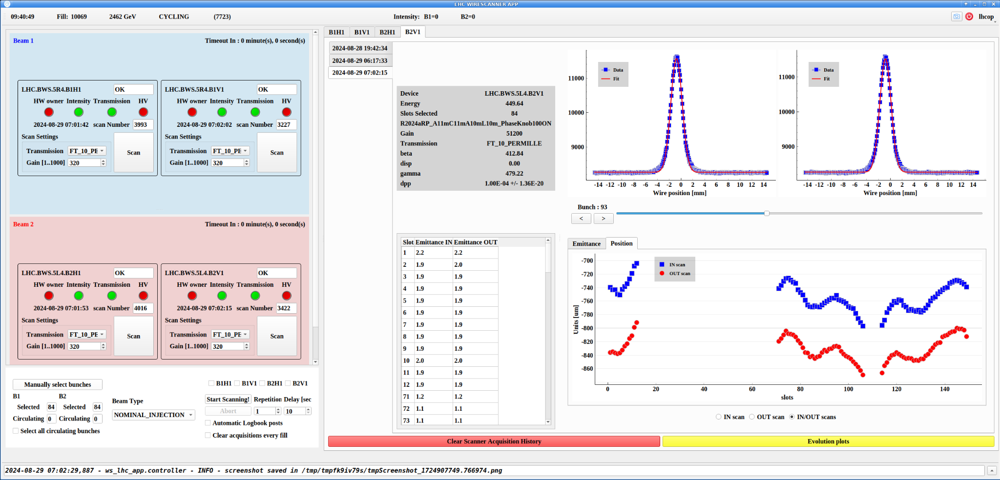 LHC WIRESCANNER APP
09:40:49 Fill: 10069 2462 GeV CYCLING (7723) Intensity: B1=0 B2=0 lhcop
Beam 1 Timeout In : 0 minute(s), 0 second(s)
LHC.BWS.5R4.B1H1 OK
HW owner Intensity Transmission HV
2024-08-29 07:01:42 scan Number 3993
Scan Settings
Transmission FT_10_PE
Gain [1..1000] 320
Scan
LHC.BWS.5R4.B1V1 OK
HW owner Intensity Transmission HV
2024-08-29 07:02:02 scan Number 3227
Scan Settings
Transmission FT_10_PE
Gain [1..1000] 320
Scan
Beam 2 Timeout In : 0 minute(s), 0 second(s)
LHC.BWS.5L4.B2H1 OK
HW owner Intensity Transmission HV
2024-08-29 07:01:53 scan Number 4016
Scan Settings
Transmission FT_10_PE
Gain [1..1000] 320
Scan
LHC.BWS.5L4.B2V1 OK
HW owner Intensity Transmission HV
2024-08-29 07:02:15 scan Number 3422
Scan Settings
Transmission FT_10_PE
Gain [1..1000] 320
Scan
Manually select bunches
B1 B2
Selected 84 Selected 84
Circulating 0 Circulating 0
Select all circulating bunches
Beam Type
NOMINAL_INJECTION
B1H1 B1V1 B2H1 B2V1
Start Scanning! Repetition Delay [sec
Abort 1 10
Automatic Logbook posts
Clear acquisitions every fill
B1H1 B1V1 B2H1 B2V1
2024-08-28 19:42:34
2024-08-29 06:17:33
2024-08-29 07:02:15
Device LHC.BWS.5L4.B2V1
Energy 449.64
Slots Selected 84
R2024aRP_A11mC11mA10mL10m_PhaseKnob100ON
Gain 51200
Transmission FT_10_PERMILLE
beta 412.84
disp 0.00
gamma 479.22
dpp 1.00E-04 +/- 1.36E-20
Slot Emittance IN Emittance OUT
1 2.2 2.2
2 1.9 2.0
3 1.9 1.9
4 1.9 1.9
5 1.9 1.9
6 1.9 1.9
7 1.9 1.9
8 1.9 1.9
9 1.9 1.9
10 2.0 2.0
11 1.9 1.9
12 1.9 1.9
71 1.2 1.2
72 1.1 1.1
73 1.1 1.1
Data
Fit
11000
10000
9000
-14 -12 -10 -8 -6 -4 -2 0 2 4 6 8 10 12 14
Wire position [mm]
Data
Fit
11000
10000
9000
-14 -12 -10 -8 -6 -4 -2 0 2 4 6 8 10 12 14
Wire position [mm]
Bunch : 93
< >
Emittance Position
IN scan
OUT scan
Units [um]
-700
-720
-740
-760
-780
-800
-820
-840
-860
0 20 40 60 80 100 120 140
slots
IN scan OUT scan IN/OUT scans
Clear Scanner Acquisition History Evolution plots
2024-08-29 07:02:29,887 - ws_lhc_app.controller - INFO - screenshot saved in /tmp/tmpfk9iv79s/tmpScreenshot_1724907749.766974.png